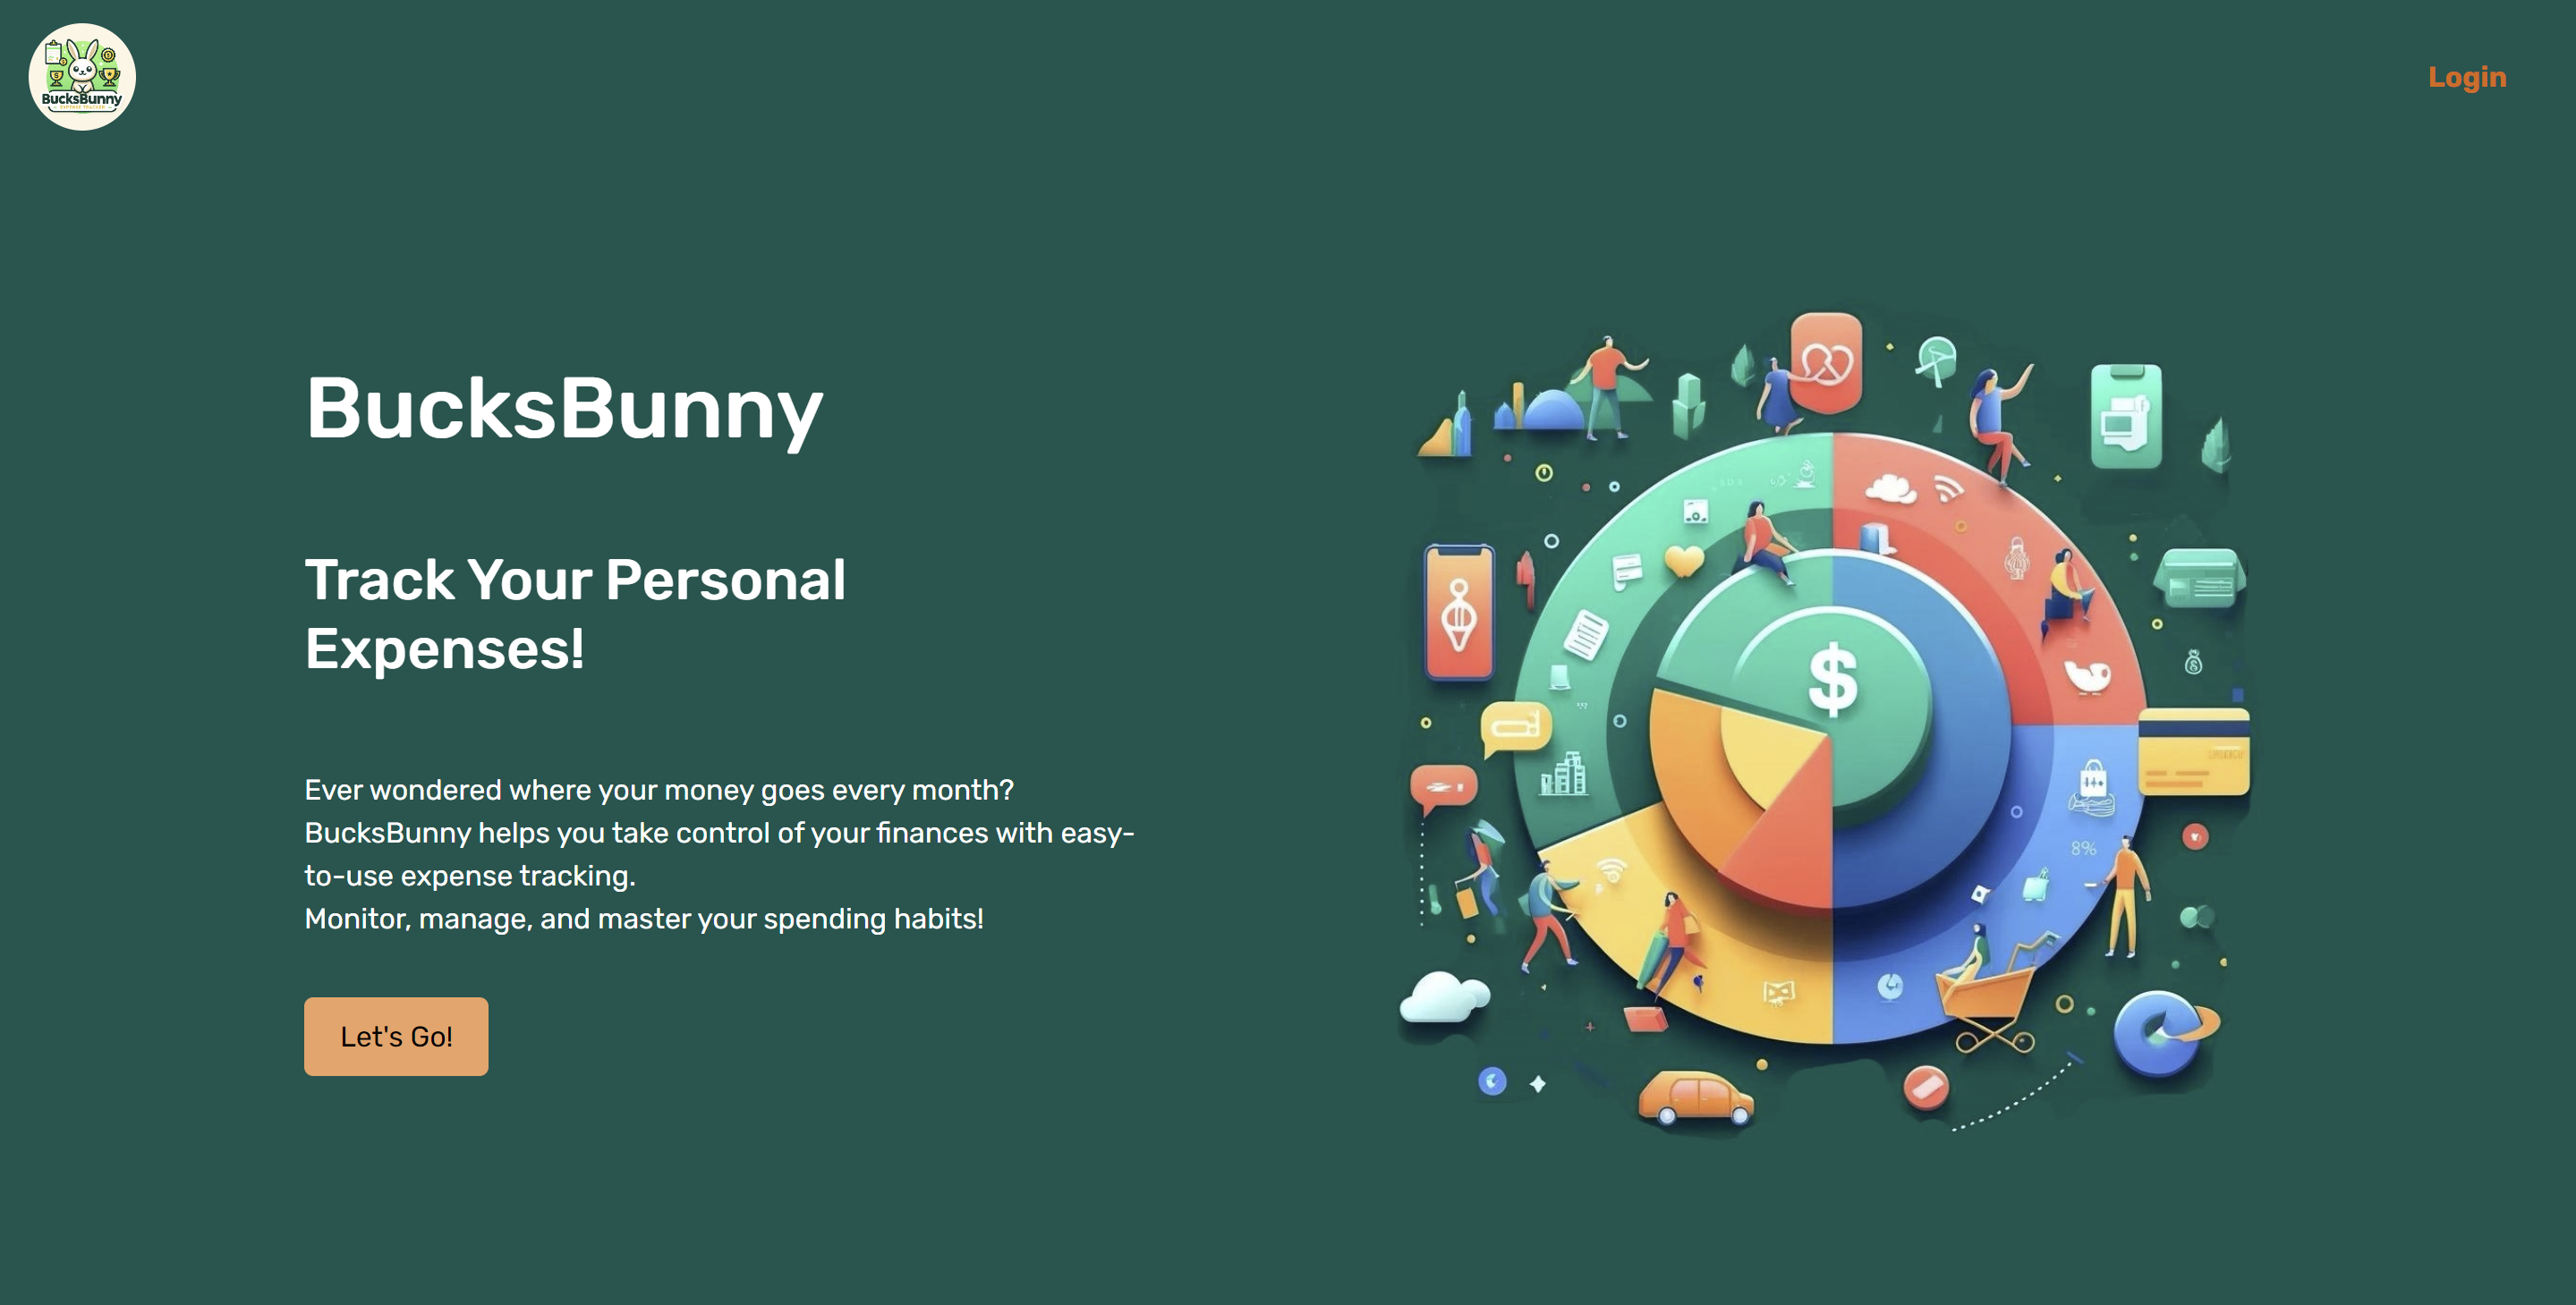 BucksBunny
Login
BucksBunny
Track Your Personal
Expenses!
Ever wondered where your money goes every month?
BucksBunny helps you take control of your finances with easy-
to-use expense tracking.
Monitor, manage, and master your spending habits!
Let's Go!
$
8%